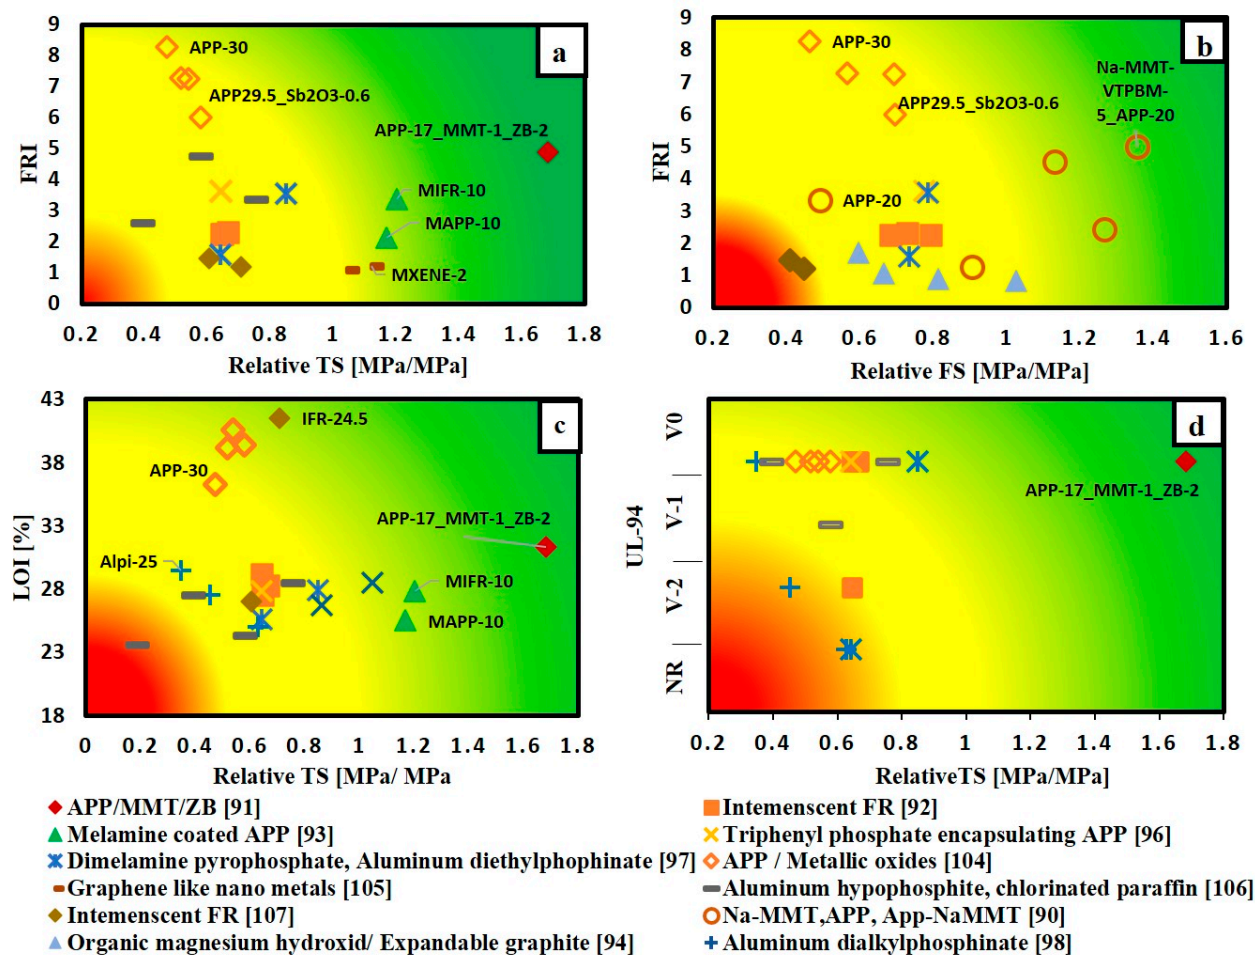 a
9
8
7
6
5
4
3
2
1
0
FRI
APP-30
APP29.5_Sb2O3-0.6
APP-17_MMT-1_ZB-2
MIFR-10
MAPP-10
MXENE-2
0 0.2 0.4 0.6 0.8 1 1.2 1.4 1.6 1.8
Relative TS [MPa/MPa]
b
9
8
7
6
5
4
3
2
1
0
FRI
APP-30
Na-MMT-
VTPBM-
5_APP-20
APP29.5_Sb2O3-0.6
APP-20
0.2 0.4 0.6 0.8 1 1.2 1.4 1.6
Relative FS [MPa/MPa]
c
43
38
33
28
23
18
LOI [%]
IFR-24.5
APP-30
APP-17_MMT-1_ZB-2
Alpi-25
MIFR-10
MAPP-10
0 0.2 0.4 0.6 0.8 1 1.2 1.4 1.6 1.8
Relative TS [MPa/ MPa
d
V0
V-1
V-2
NR
UL-94
APP-17_MMT-1_ZB-2
0.2 0.4 0.6 0.8 1 1.2 1.4 1.6 1.8
RelativeTS [MPa/MPa]
APP/MMT/ZB [91]
Intemenscent FR [92]
Melamine coated APP [93]
Triphenyl phosphate encapsulating APP [96]
Dimelamine pyrophosphate, Aluminum diethylphophinate [97]
APP / Metallic oxides [104]
Graphene like nano metals [105]
Aluminum hypophosphite, chlorinated paraffin [106]
Intemenscent FR [107]
Na-MMT,APP, App-NaMMT [90]
Organic magnesium hydroxid/ Expandable graphite [94]
Aluminum dialkylphosphinate [98]